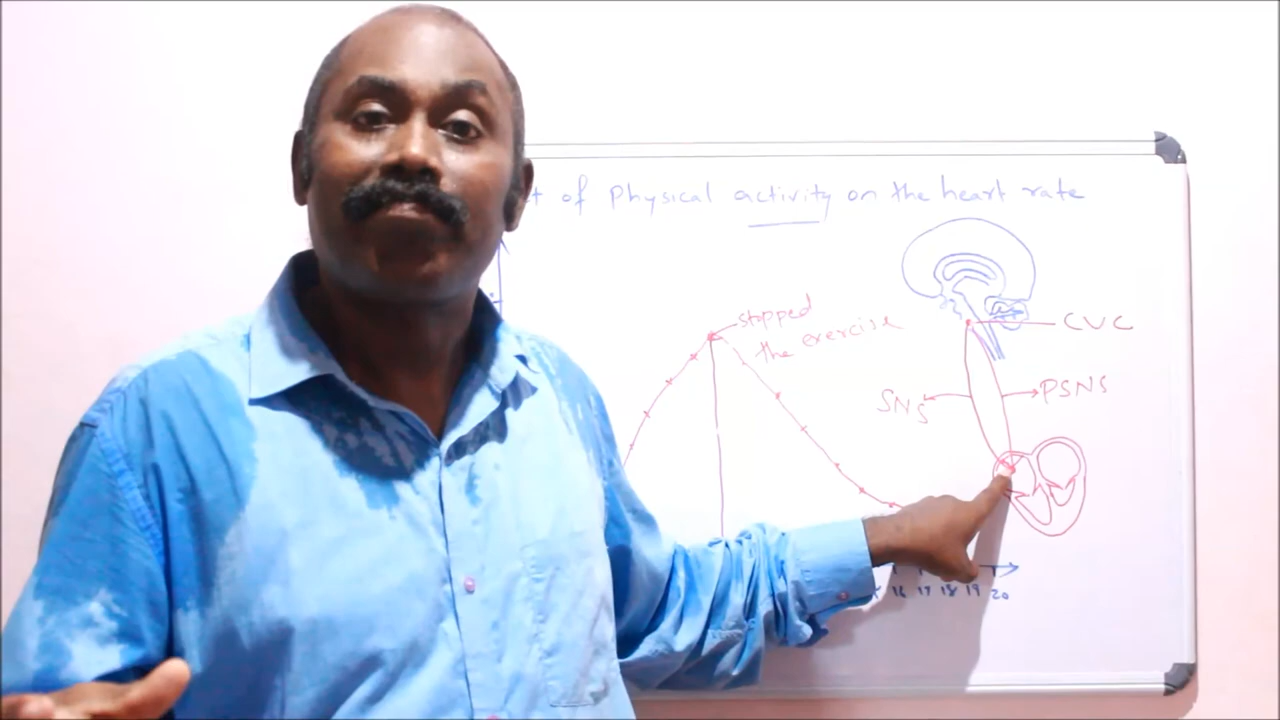 of Physical activity on the heart rate
stopped
the exercise
CVC
SNS
PSNS
16 17 18 19 20